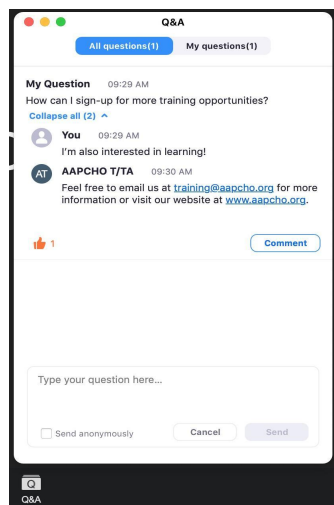 Q&A
All questions(1)
My questions(1)
My Question 09:29 AM
How can I sign-up for more training opportunities?
Collapse all (2)
You 09:29 AM
I'm also interested in learning!
AT
AAPCHO T/TA 09:30 AM
Feel free to email us at training@aapcho.org for more
information or visit our website at www.aapcho.org.
1
Comment
Type your question here...
Send anonymously
Cancel
Send
Q
Q&A